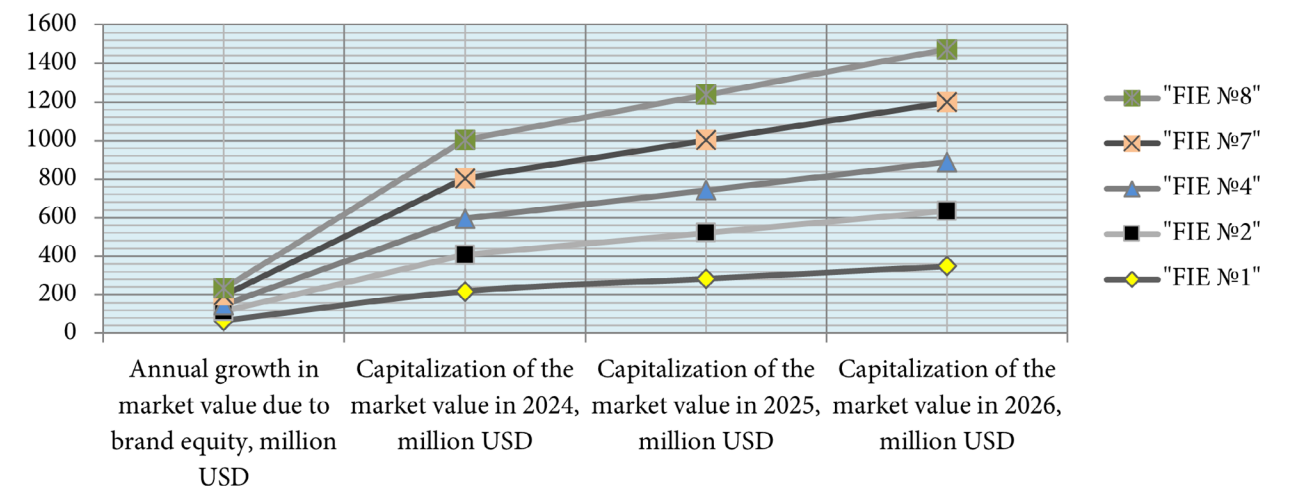 1600
1400
1200
1000
800
600
400
200
0
Annual growth in
market value due to
brand equity, million
USD
Capitalization of the
market value in 2024,
million USD
Capitalization of the
market value in 2025,
million USD
Capitalization of the
market value in 2026,
million USD
"FIE №8"
"FIE №7"
"FIE №4"
"FIE №2"
"FIE №1"